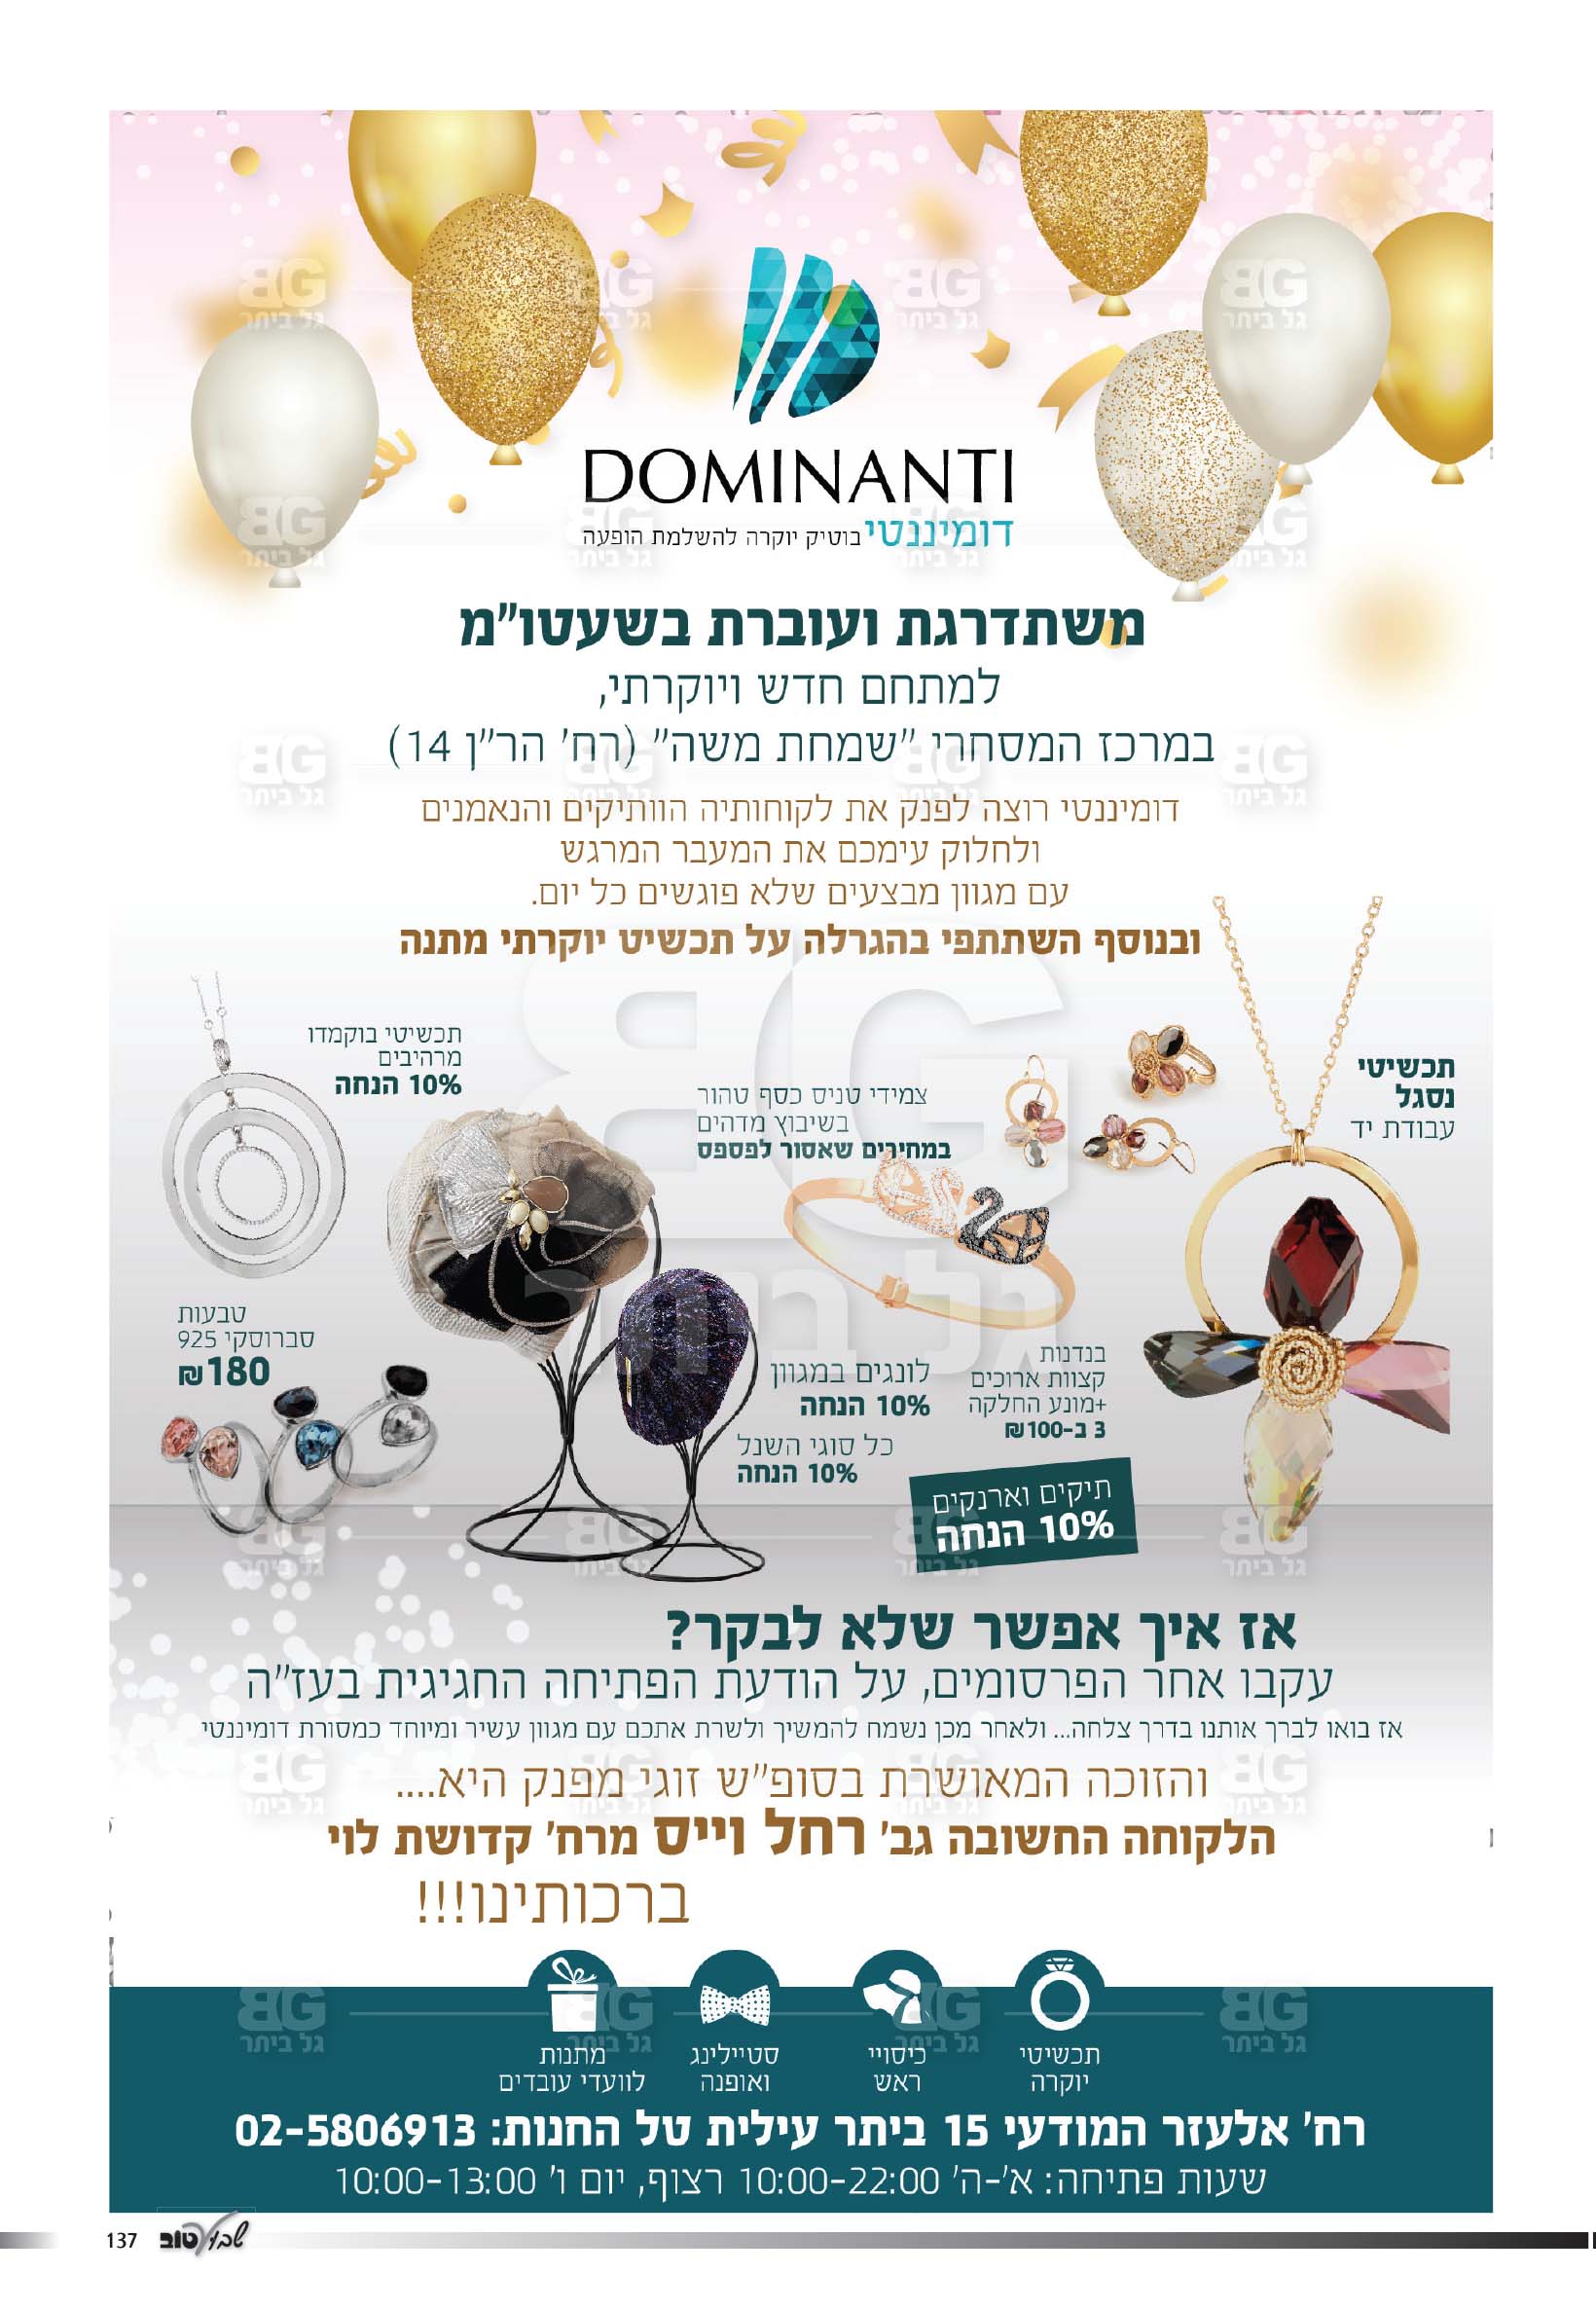 DOMINANTI
דומיננטי בוטיק יוקרה להשלמת הופעה
משתדרגת ועוברת בשעטו"מ
למתחם חדש ויוקרתי,
במרכז המסחרי "שמחת משה" (רח' הר"ן 14)
דומיננטי רוצה לפנק את לקוחותיה הוותיקים והנאמנים
ולחלוק עימכם את המעבר המרגש
עם מגוון מבצעים שלא פוגשים כל יום.
ובנוסף השתתפי בהגרלה על תכשיט יוקרתי מתנה
תכשיטי
נסגל
עבודת יד
צמידי טניס כסף טהור
בשיבוץ מדהים
במחירים שאסור לפספס
תכשיטי בוקמדו
מרהיבים
10% הנחה
טבעות
סברוסקי 925
180₪
בנדנות
קצוות ארוכים
+מונע החלקה
3 ב-100₪
לונגים במגוון
10% הנחה
כל סוגי השנל
10% הנחה
תיקים וארנקים
10% הנחה
אז איך אפשר שלא לבקר?
עקבו אחר הפרסומים, על הודעת הפתיחה החגיגית בעז"ה
אז בואו לברך אותנו בדרך צלחה... ולאחר מכן נשמח להמשיך ולשרת אתכם עם מגוון עשיר ומיוחד כמסורת דומיננטי
והזוכה המאושרת בסופ"ש זוגי מפנק היא....
הלקוחה החשובה גב' רחל וייס מרח' קדושת לוי
ברכותינו!!!
תכשיטי
יוקרה
כיסויי
ראש
סטיילינג
ואופנה
מתנות
לוועדי עובדים
רח' אלעזר המודעי 15 ביתר עילית טל החנות: 02-5806913
שעות פתיחה: א'-ה' 10:00-22:00 רצוף, יום ו' 10:00-13:00
שבוע טוב 137
BG
גל ביתר